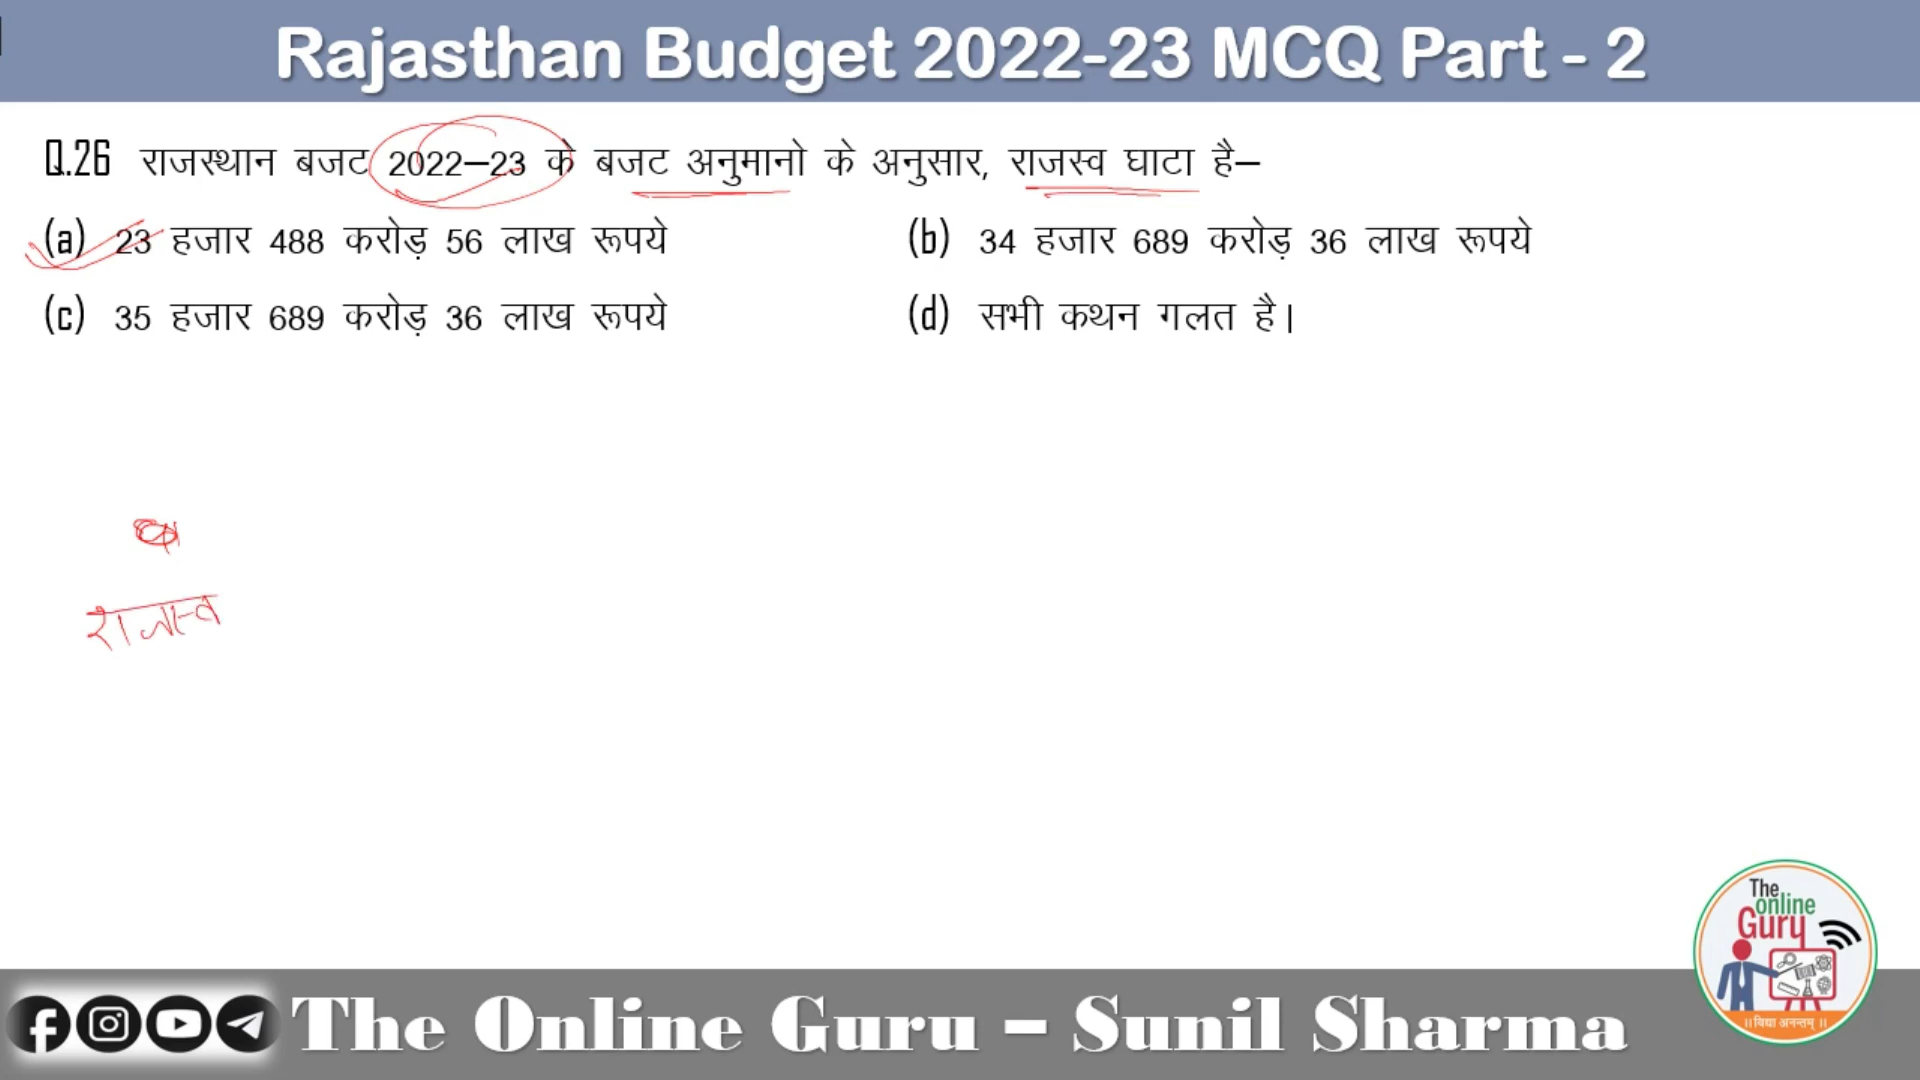 Rajasthan Budget 2022-23 MCQ Part - 2
Q.26 राजस्थान बजट 2022–23 के बजट अनुमानो के अनुसार, राजस्व घाटा है–
(a) 23 हजार 488 करोड़ 56 लाख रूपये (b) 34 हजार 689 करोड़ 36 लाख रूपये
(c) 35 हजार 689 करोड़ 36 लाख रूपये (d) सभी कथन गलत है।
राजस्व
The
online
Guru
॥विद्या अनन्तम्॥
The Online Guru – Sunil Sharma